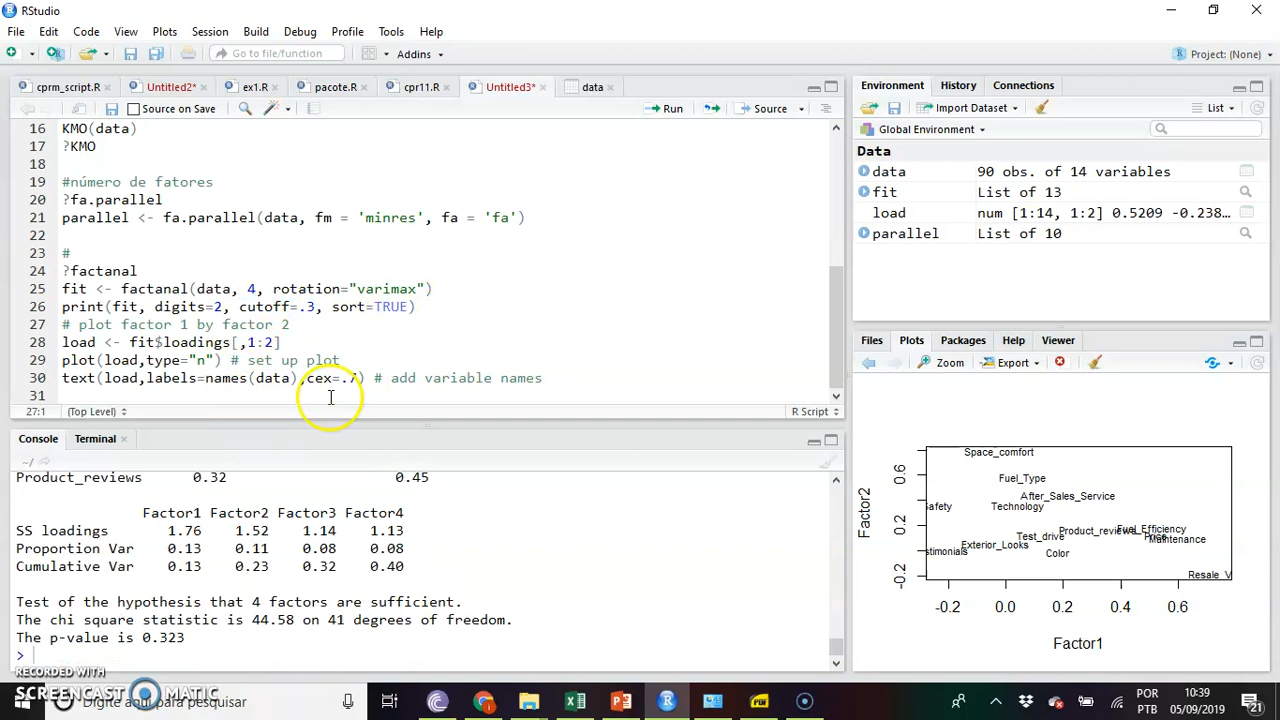 RStudio
File Edit Code View Plots Session Build Debug Profile Tools Help
Go to file/function Addins Project: (None)
cprm_script.R Untitled2* ex1.R pacote.R cpr11.R Untitled3* data
Source on Save Run Source
16 KMO(data)
17 ?KMO
18
19 #número de fatores
20 ?fa.parallel
21 parallel <- fa.parallel(data, fm = 'minres', fa = 'fa')
22
23 #
24 ?factanal
25 fit <- factanal(data, 4, rotation="varimax")
26 print(fit, digits=2, cutoff=.3, sort=TRUE)
27 # plot factor 1 by factor 2
28 load <- fit$loadings[,1:2]
29 plot(load,type="n") # set up plot
30 text(load,labels=names(data),cex=.7) # add variable names
31
27:1 (Top Level) R Script
Console Terminal
~/
Product_reviews 0.32 0.45
Factor1 Factor2 Factor3 Factor4
SS loadings 1.76 1.52 1.14 1.13
Proportion Var 0.13 0.11 0.08 0.08
Cumulative Var 0.13 0.23 0.32 0.40
Test of the hypothesis that 4 factors are sufficient.
The chi square statistic is 44.58 on 41 degrees of freedom.
The p-value is 0.323
>
Environment History Connections
Import Dataset List
Global Environment
Data
data 90 obs. of 14 variables
fit List of 13
load num [1:14, 1:2] 0.5209 -0.238…
parallel List of 10
Files Plots Packages Help Viewer
Zoom Export
Space_comfort
Fuel_Type
After_Sales_Service
Safety Technology
Product_reviews Fuel_Efficiency
Test_drive Price Maintenance
Exterior_Looks
timonials Color
Resale_V
Factor2
-0.2 0.2 0.6
-0.2 0.0 0.2 0.4 0.6
Factor1
RECORDED WITH
SCREENCAST MATIC
Digite aqui para pesquisar
POR
PTB
10:39
05/09/2019
21